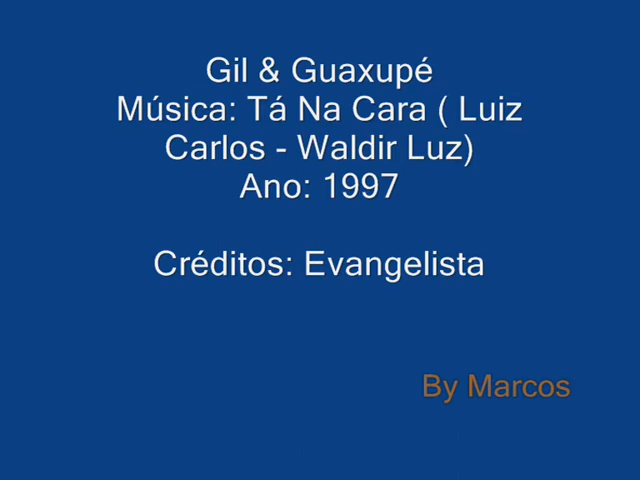 Gil & Guaxupé
Música: Tá Na Cara ( Luiz
Carlos - Waldir Luz)
Ano: 1997
Créditos: Evangelista
By Marcos